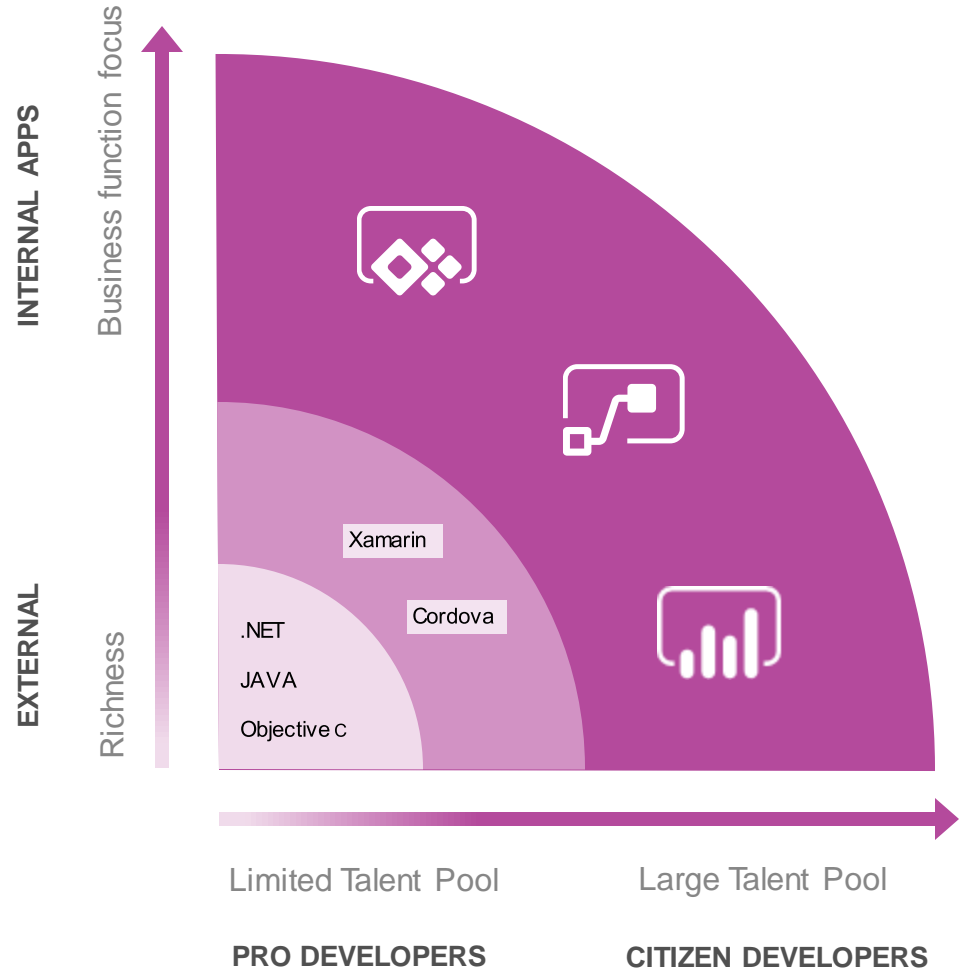 INTERNAL APPS
Business function focus
EXTERNAL
Richness
Xamarin
Cordova
.NET
JAVA
Objective C
Limited Talent Pool
Large Talent Pool
PRO DEVELOPERS
CITIZEN DEVELOPERS